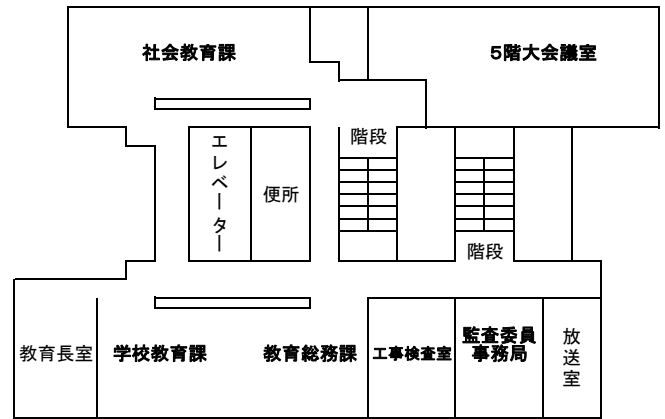 社会教育課
5階大会議室
エレベーター
便所
階段
階段
教育長室
学校教育課
教育総務課
工事検査室
監査委員
事務局
放送室